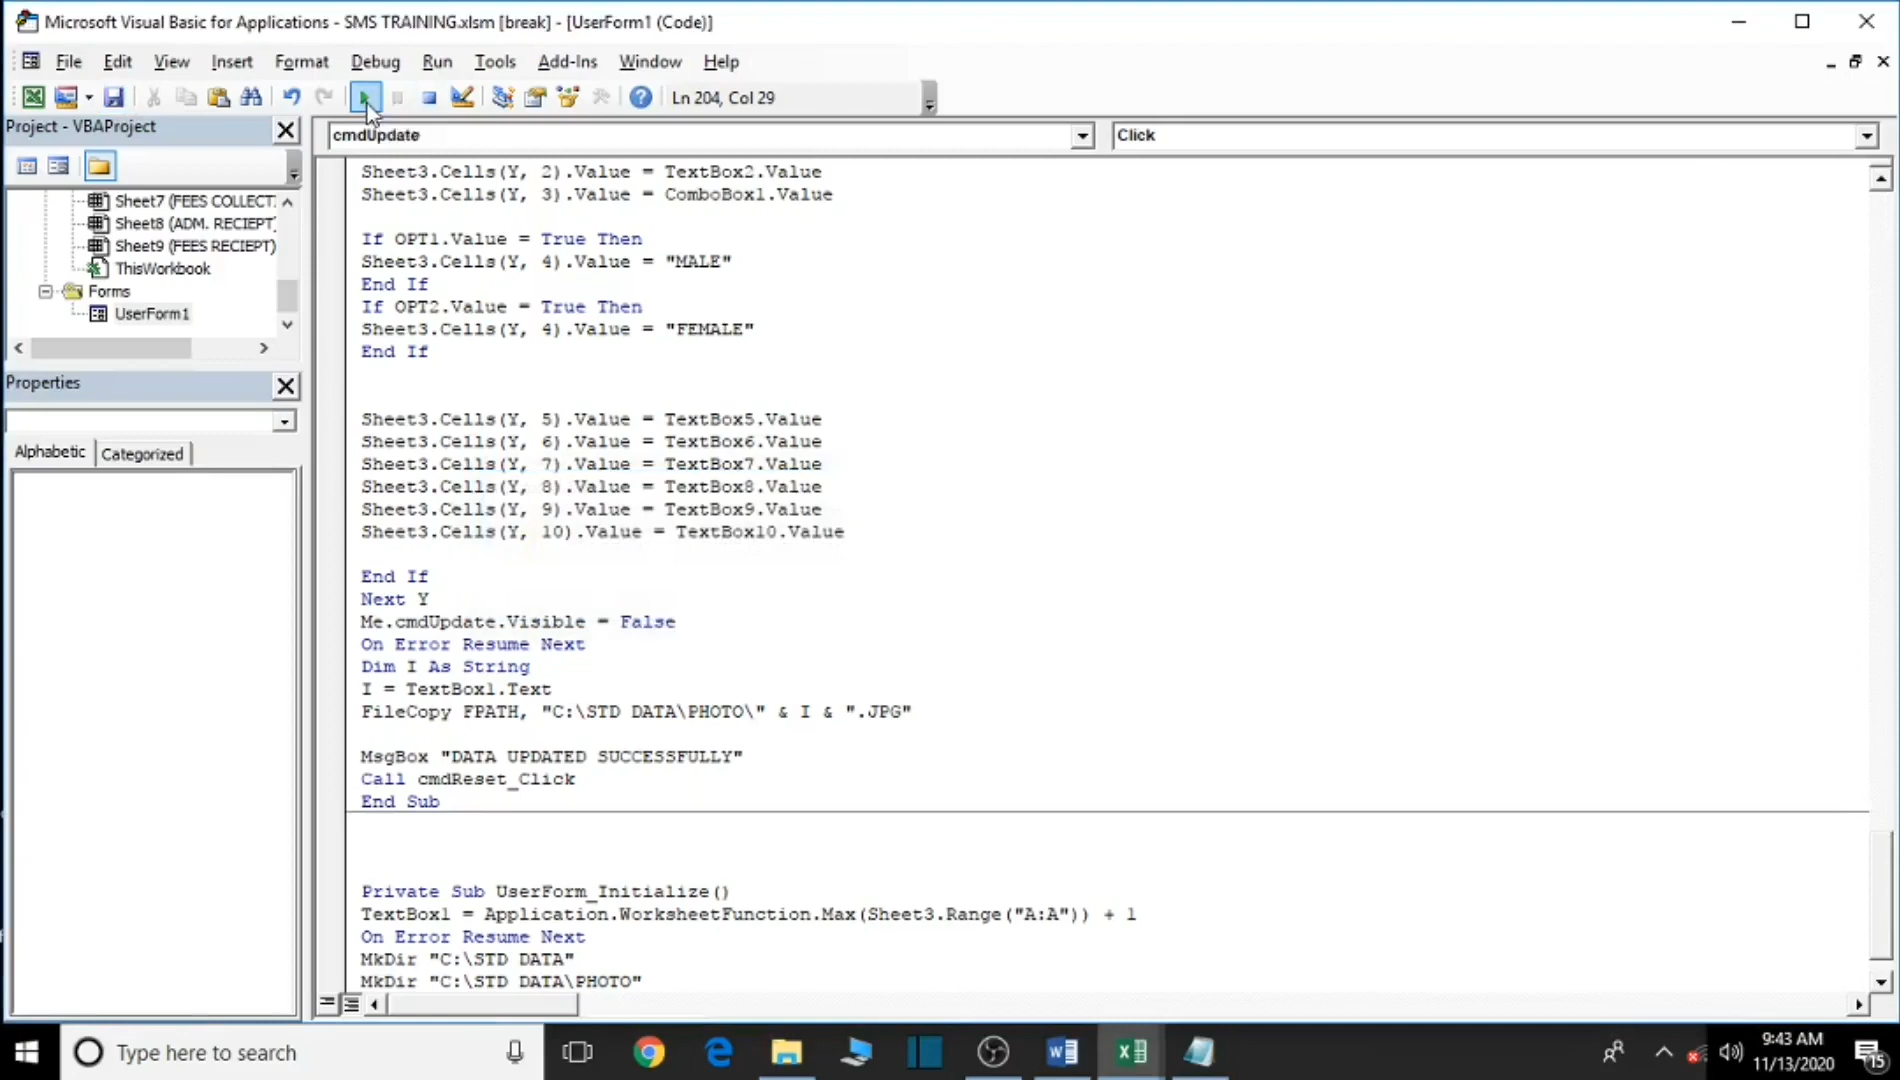 Microsoft Visual Basic for Applications - SMS TRAINING.xlsm [break] - [UserForm1 (Code)]
File Edit View Insert Format Debug Run Tools Add-Ins Window Help
Ln 204, Col 29
Project - VBAProject
cmdUpdate
Click
Sheet7 (FEES COLLECT:
Sheet8 (ADM. RECIEPT)
Sheet9 (FEES RECIEPT)
ThisWorkbook
Forms
UserForm1
Properties
Alphabetic Categorized
Sheet3.Cells(Y, 2).Value = TextBox2.Value
Sheet3.Cells(Y, 3).Value = ComboBox1.Value
If OPT1.Value = True Then
Sheet3.Cells(Y, 4).Value = "MALE"
End If
If OPT2.Value = True Then
Sheet3.Cells(Y, 4).Value = "FEMALE"
End If
Sheet3.Cells(Y, 5).Value = TextBox5.Value
Sheet3.Cells(Y, 6).Value = TextBox6.Value
Sheet3.Cells(Y, 7).Value = TextBox7.Value
Sheet3.Cells(Y, 8).Value = TextBox8.Value
Sheet3.Cells(Y, 9).Value = TextBox9.Value
Sheet3.Cells(Y, 10).Value = TextBox10.Value
End If
Next Y
Me.cmdUpdate.Visible = False
On Error Resume Next
Dim I As String
I = TextBox1.Text
FileCopy FPATH, "C:\STD DATA\PHOTO\" & I & ".JPG"
MsgBox "DATA UPDATED SUCCESSFULLY"
Call cmdReset_Click
End Sub
Private Sub UserForm_Initialize()
TextBox1 = Application.WorksheetFunction.Max(Sheet3.Range("A:A")) + 1
On Error Resume Next
MkDir "C:\STD DATA"
MkDir "C:\STD DATA\PHOTO"
Type here to search
9:43 AM
11/13/2020
15